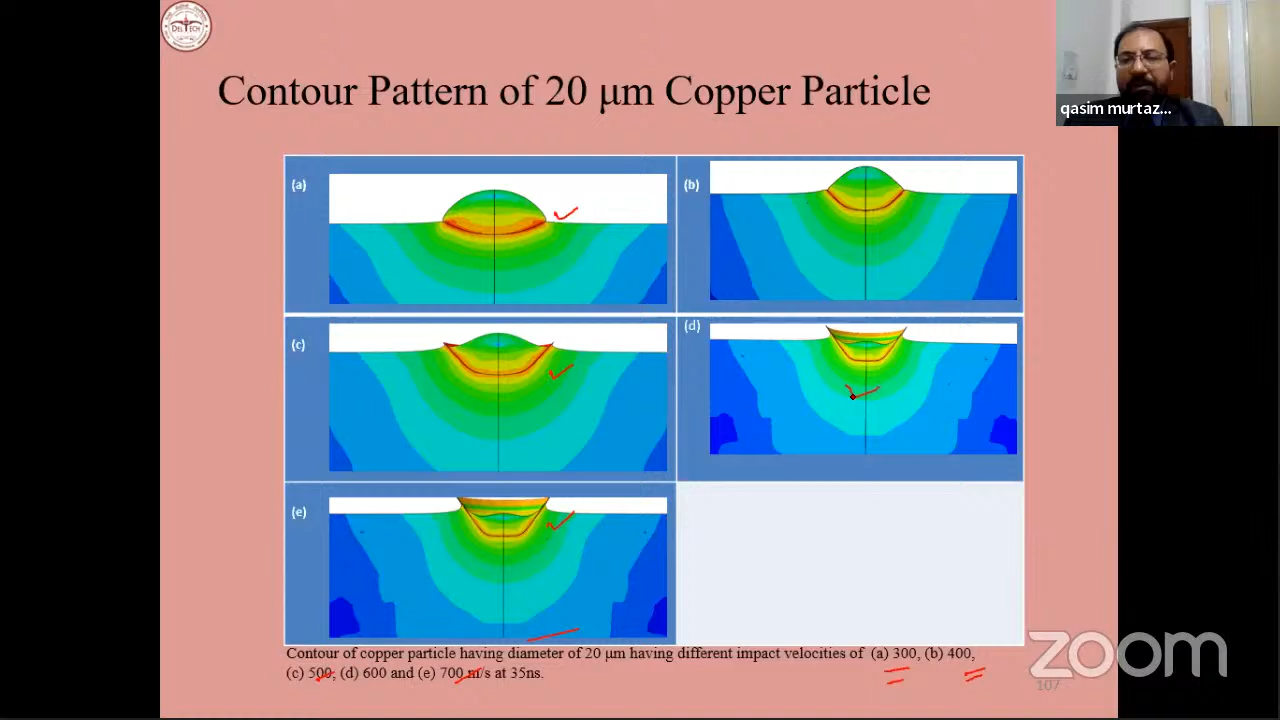 DELTECH
Contour Pattern of 20 μm Copper Particle
qasim murtaz...
(a)
(b)
(c)
(d)
(e)
Contour of copper particle having diameter of 20 μm having different impact velocities of (a) 300, (b) 400,
(c) 500, (d) 600 and (e) 700 m/s at 35ns.
zoom
107